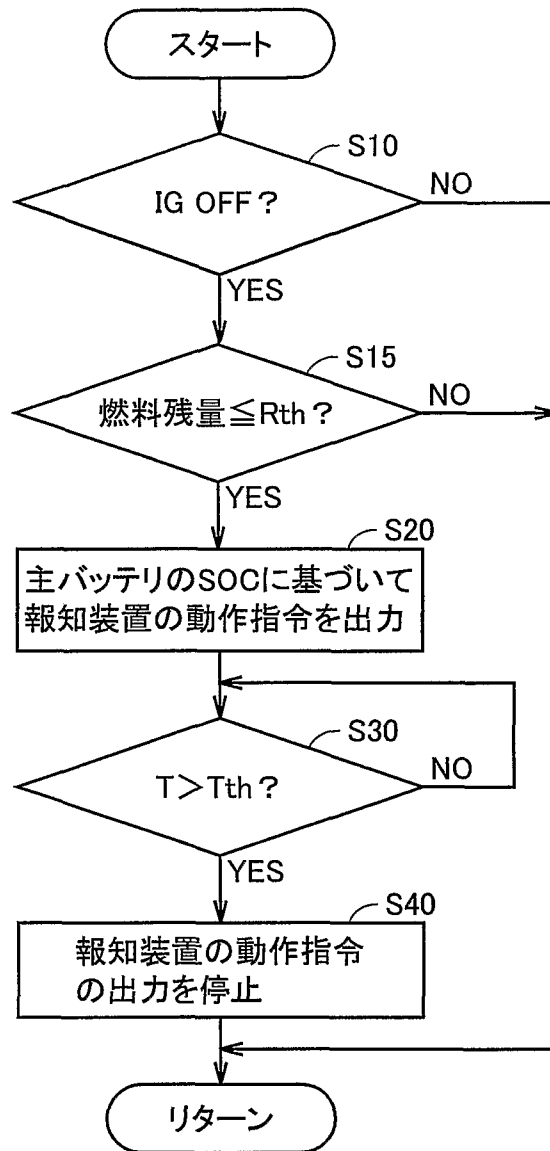 スタート
S10
IG OFF？
NO
YES
S15
燃料残量≦Rth？
NO
YES
S20
主バッテリのSOCに基づいて
報知装置の動作指令を出力
S30
T＞Tth？
NO
YES
S40
報知装置の動作指令
の出力を停止
リターン